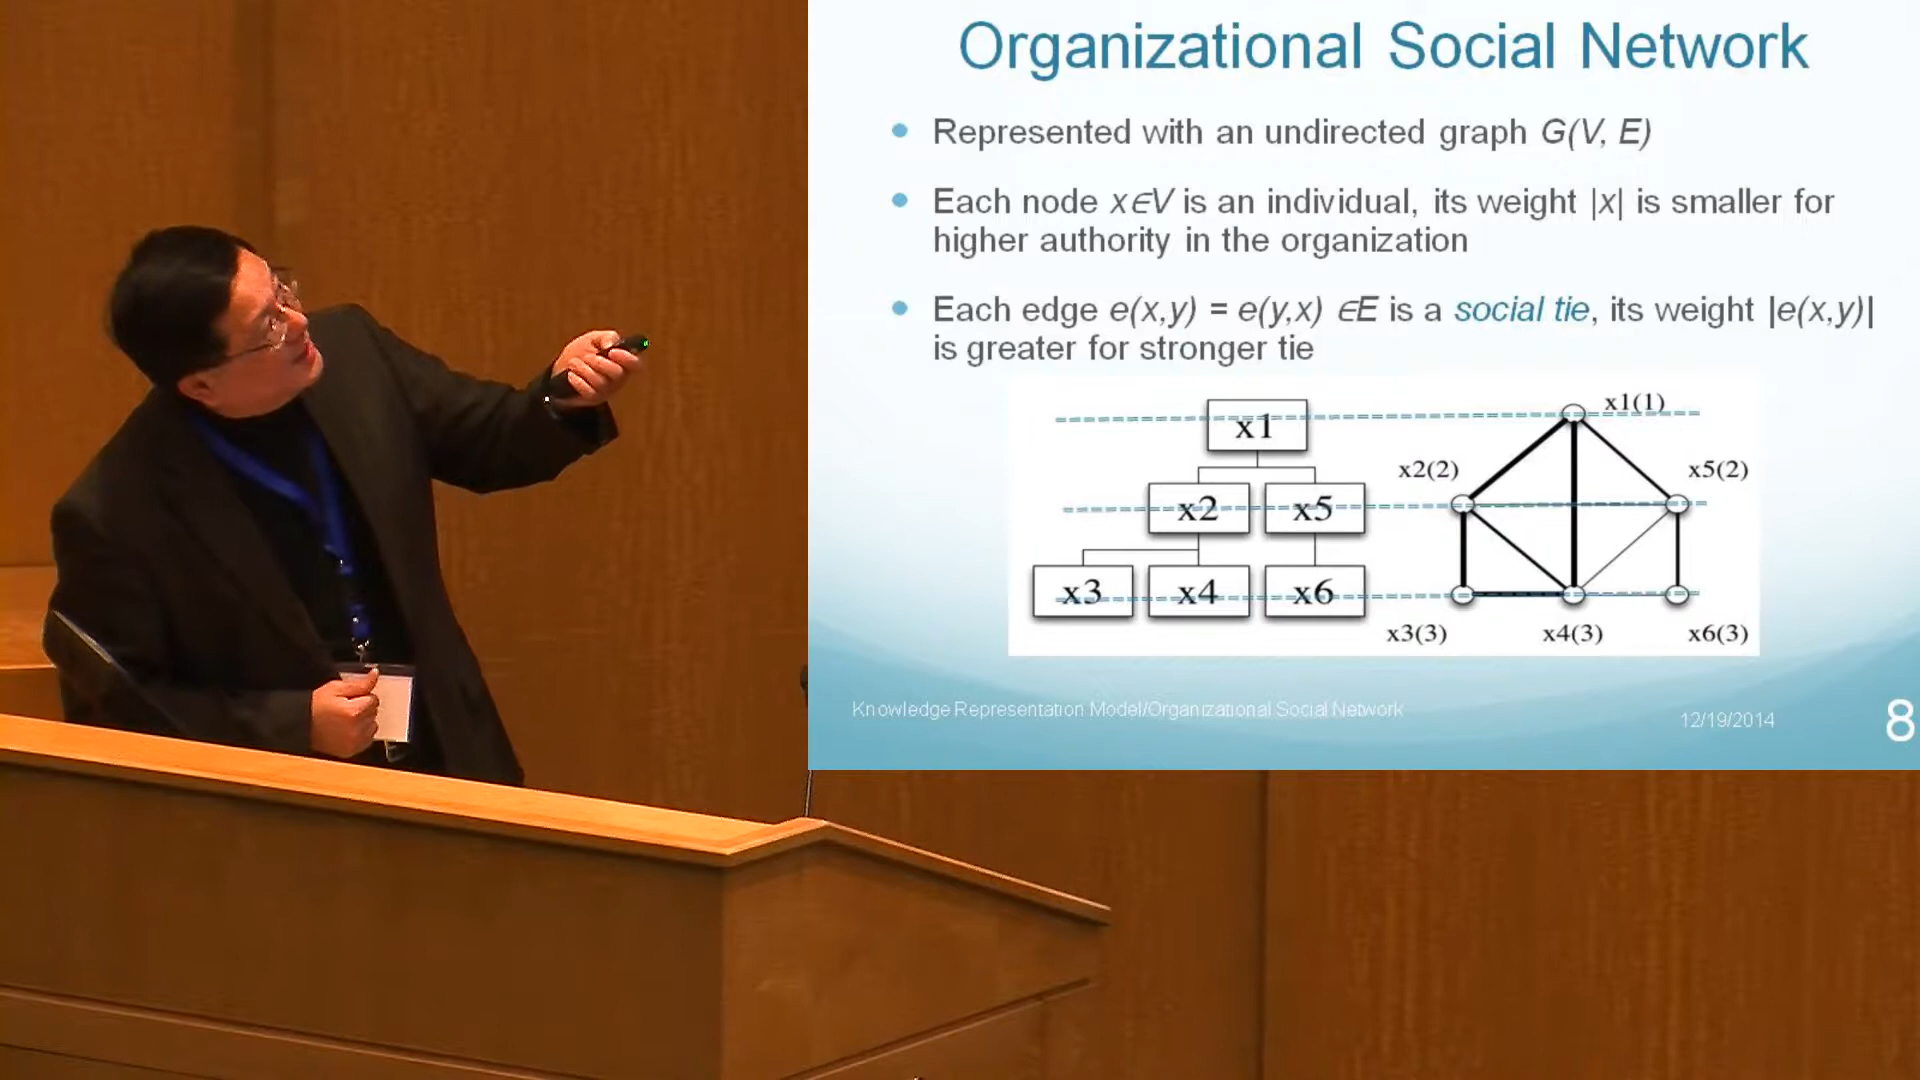 Organizational Social Network
Represented with an undirected graph G(V, E)
Each node x∈V is an individual, its weight |x| is smaller for
higher authority in the organization
Each edge e(x,y) = e(y,x) ∈E is a social tie, its weight |e(x,y)|
is greater for stronger tie
x1
x2 x5
x3 x4 x6
x1(1)
x2(2) x5(2)
x3(3) x4(3) x6(3)
Knowledge Representation Model/Organizational Social Network
12/19/2014
8